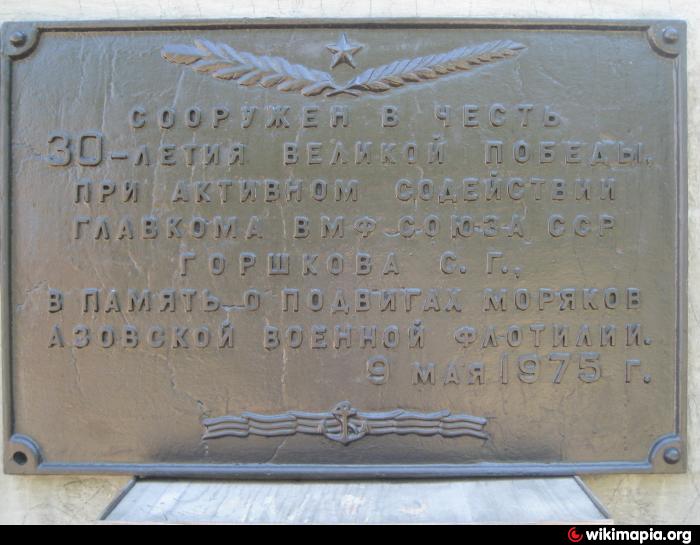 СООРУЖЕН В ЧЕСТЬ
30-ЛЕТИЯ ВЕЛИКОЙ ПОБЕДЫ,
ПРИ АКТИВНОМ СОДЕЙСТВИИ
ГЛАВКОМА ВМФ СОЮЗА ССР
ГОРШКОВА С. Г.,
В ПАМЯТЬ О ПОДВИГАХ МОРЯКОВ
АЗОВСКОЙ ВОЕННОЙ ФЛОТИЛИИ.
9 МАЯ 1975 Г.
wikimapia.org